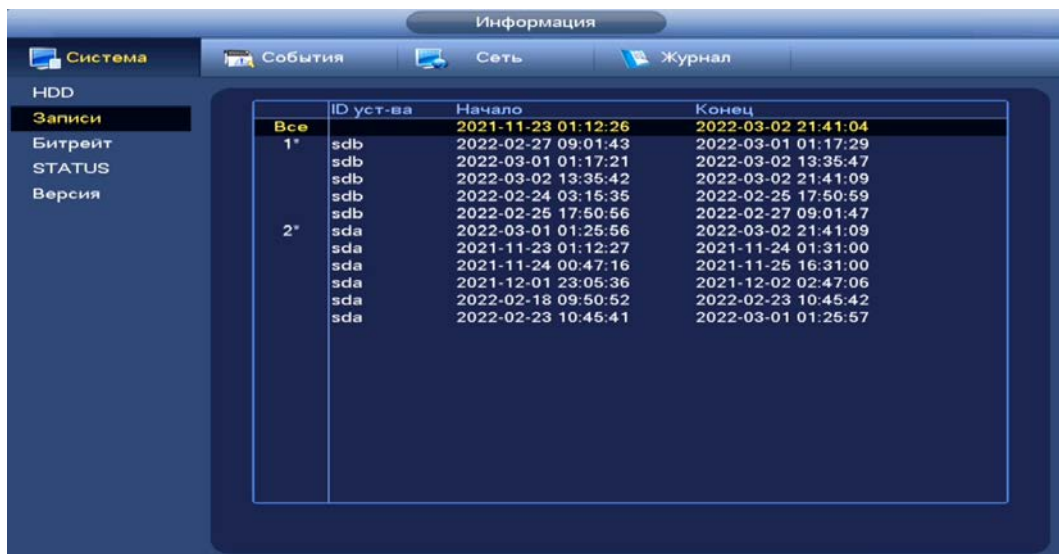 Информация
Система События Сеть Журнал
HDD
Записи
Битрейт
STATUS
Версия
ID уст-ва Начало Конец
Все 2021-11-23 01:12:26 2022-03-02 21:41:04
1* sdb 2022-02-27 09:01:43 2022-03-01 01:17:29
sdb 2022-03-01 01:17:21 2022-03-02 13:35:47
sdb 2022-03-02 13:35:42 2022-03-02 21:41:09
sdb 2022-02-24 03:15:35 2022-02-25 17:50:59
sdb 2022-02-25 17:50:56 2022-02-27 09:01:47
2* sda 2022-03-01 01:25:56 2022-03-02 21:41:09
sda 2021-11-23 01:12:27 2021-11-24 01:31:00
sda 2021-11-24 00:47:16 2021-11-25 16:31:00
sda 2021-12-01 23:05:36 2021-12-02 02:47:06
sda 2022-02-18 09:50:52 2022-02-23 10:45:42
sda 2022-02-23 10:45:41 2022-03-01 01:25:57